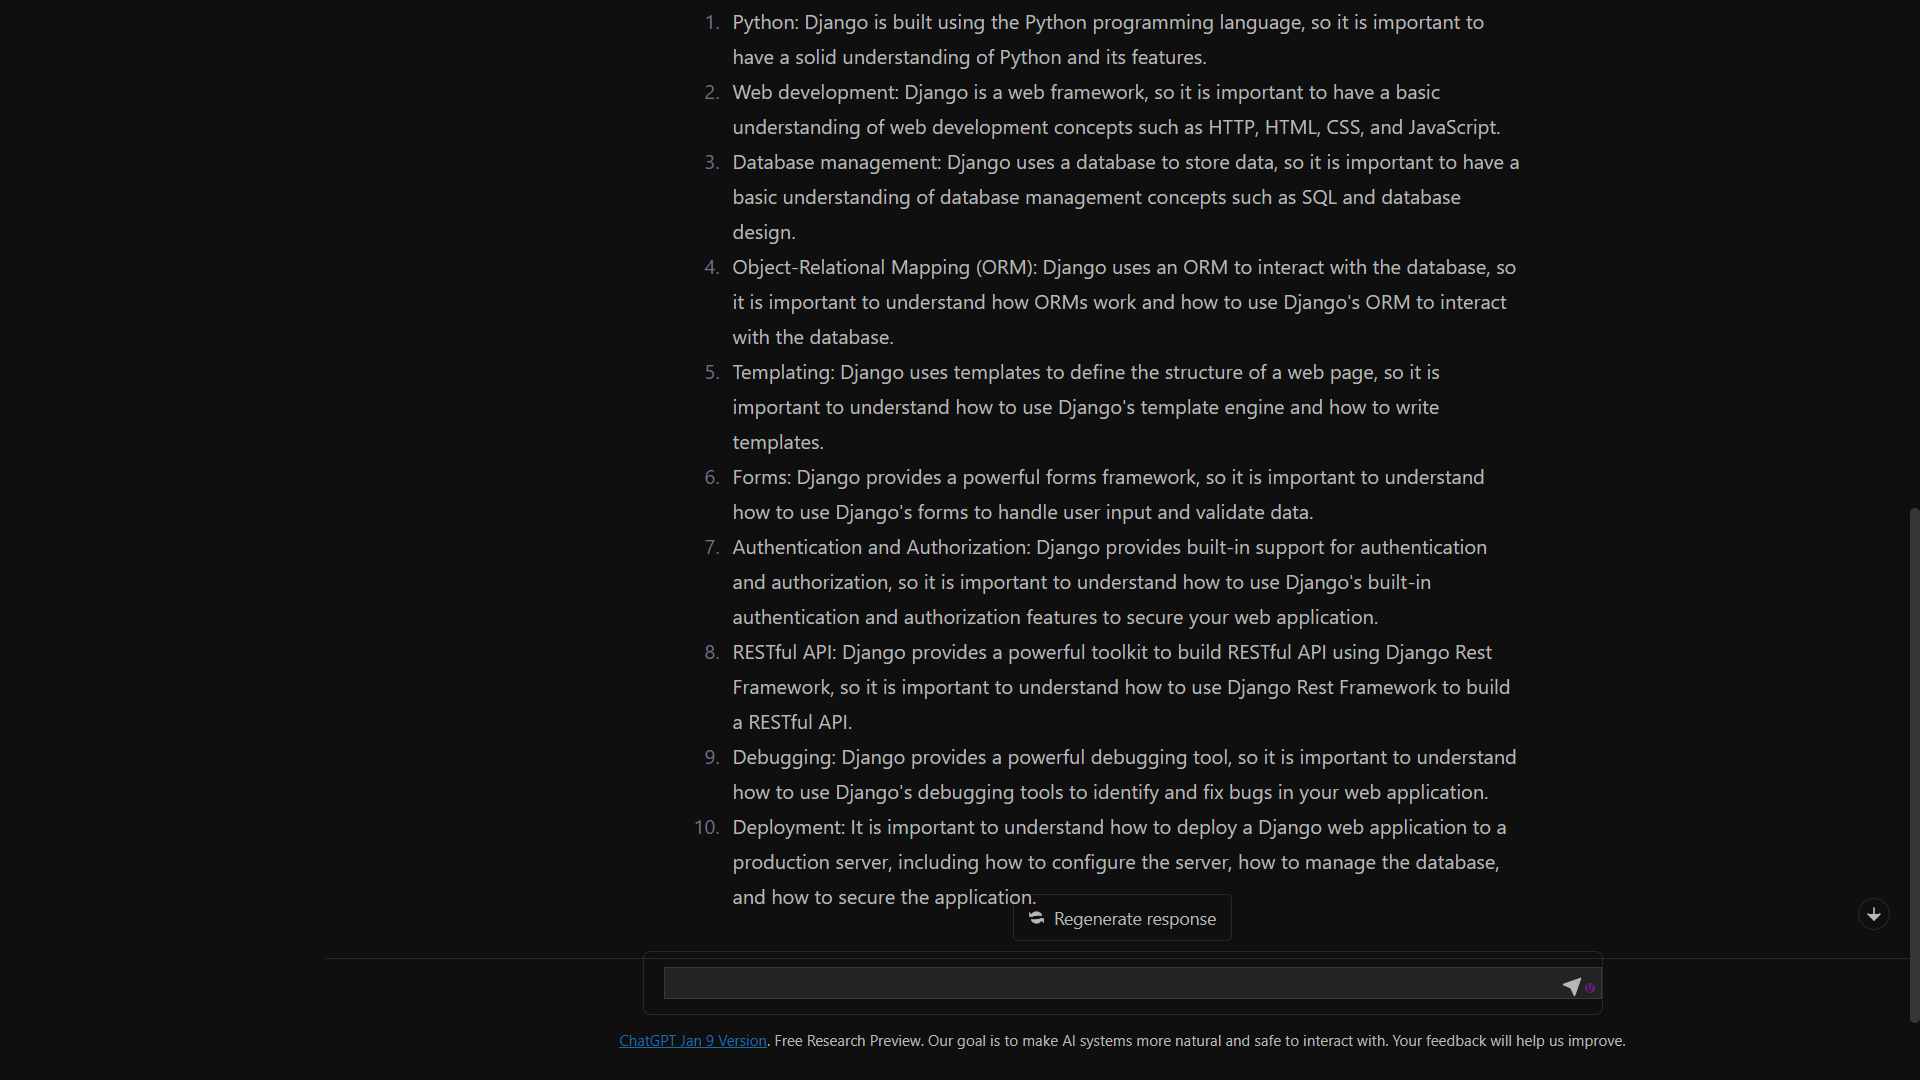 1. Python: Django is built using the Python programming language, so it is important to
have a solid understanding of Python and its features.
2. Web development: Django is a web framework, so it is important to have a basic
understanding of web development concepts such as HTTP, HTML, CSS, and JavaScript.
3. Database management: Django uses a database to store data, so it is important to have a
basic understanding of database management concepts such as SQL and database
design.
4. Object-Relational Mapping (ORM): Django uses an ORM to interact with the database, so
it is important to understand how ORMs work and how to use Django's ORM to interact
with the database.
5. Templating: Django uses templates to define the structure of a web page, so it is
important to understand how to use Django's template engine and how to write
templates.
6. Forms: Django provides a powerful forms framework, so it is important to understand
how to use Django's forms to handle user input and validate data.
7. Authentication and Authorization: Django provides built-in support for authentication
and authorization, so it is important to understand how to use Django's built-in
authentication and authorization features to secure your web application.
8. RESTful API: Django provides a powerful toolkit to build RESTful API using Django Rest
Framework, so it is important to understand how to use Django Rest Framework to build
a RESTful API.
9. Debugging: Django provides a powerful debugging tool, so it is important to understand
how to use Django's debugging tools to identify and fix bugs in your web application.
10. Deployment: It is important to understand how to deploy a Django web application to a
production server, including how to configure the server, how to manage the database,
and how to secure the application.
Regenerate response
ChatGPT Jan 9 Version. Free Research Preview. Our goal is to make AI systems more natural and safe to interact with. Your feedback will help us improve.